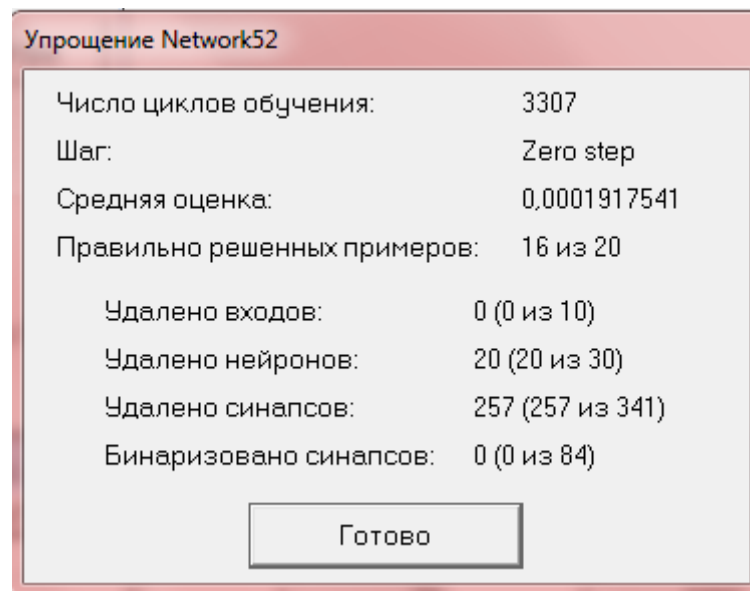 Упрощение Network52
Число циклов обучения: 3307
Шаг: Zero step
Средняя оценка: 0,0001917541
Правильно решенных примеров: 16 из 20
Удалено входов: 0 (0 из 10)
Удалено нейронов: 20 (20 из 30)
Удалено синапсов: 257 (257 из 341)
Бинаризовано синапсов: 0 (0 из 84)
Готово